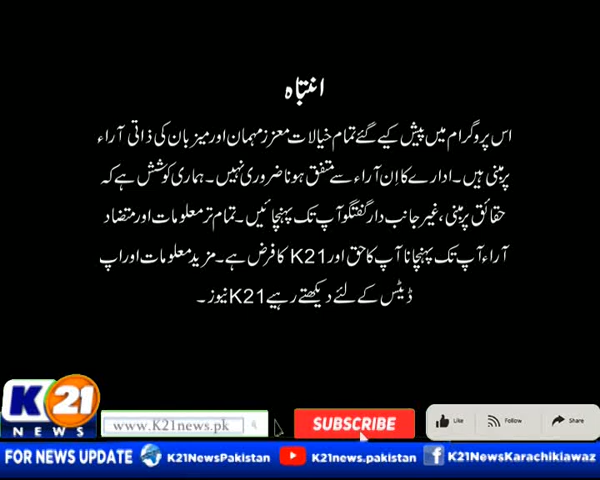 انتباہ
اس پروگرام میں پیش کیے گئے تمام خیالات معزز مہمان اور میزبان کی ذاتی آراء
پر مبنی ہیں۔ ادارے کا ان آراء سے متفق ہونا ضروری نہیں۔ ہماری کوشش ہے کہ
حقائق پر مبنی، غیر جانب دار گفتگو آپ تک پہنچائیں۔ تمام تر معلومات اور متضاد
آراء آپ تک پہنچانا آپ کا حق اور K21 کا فرض ہے۔ مزید معلومات اور اپ
ڈیٹس کے لئے دیکھتے رہیے K21 نیوز۔
K21
NEWS
www.K21news.pk
SUBSCRIBE
Like
Follow
Share
FOR NEWS UPDATE
K21NewsPakistan
K21news.pakistan
K21NewsKarachikiawaz